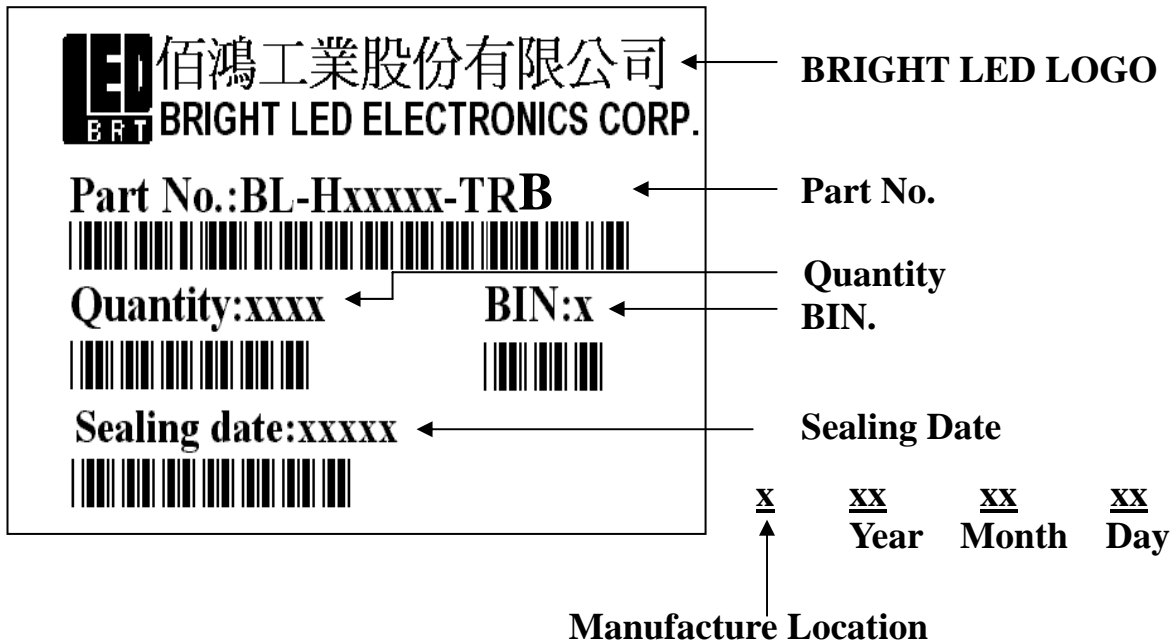 LED 佰鴻工業股份有限公司
BRT BRIGHT LED ELECTRONICS CORP.
BRIGHT LED LOGO
Part No.:BL-Hxxxxx-TRB
Part No.
Quantity:xxxx
Quantity
BIN:x
BIN.
Sealing date:xxxxx
Sealing Date
x xx xx xx
Year Month Day
Manufacture Location